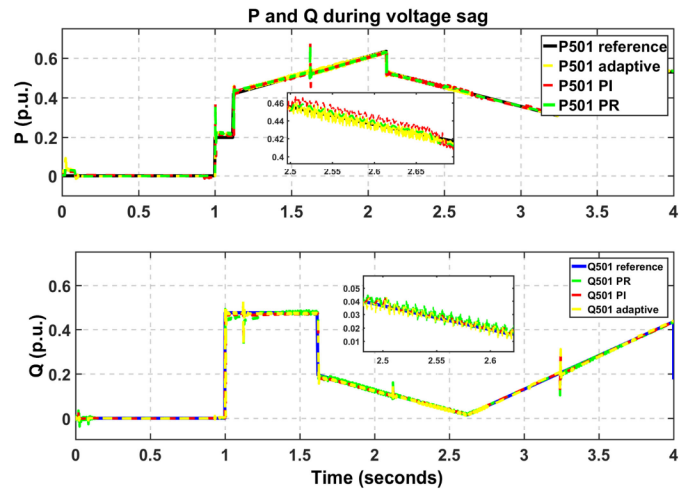 P and Q during voltage sag
P (p.u.)
0.6
0.4
0.2
0
P501 reference
P501 adaptive
P501 PI
P501 PR
0.46
0.44
0.42
0.4
2.5 2.55 2.6 2.65
0 0.5 1 1.5 2 2.5 3 3.5 4
Q (p.u.)
0.6
0.4
0.2
0
Q501 reference
Q501 PR
Q501 PI
Q501 adaptive
0.05
0.04
0.03
0.02
0.01
2.5 2.55 2.6
0 0.5 1 1.5 2 2.5 3 3.5 4
Time (seconds)